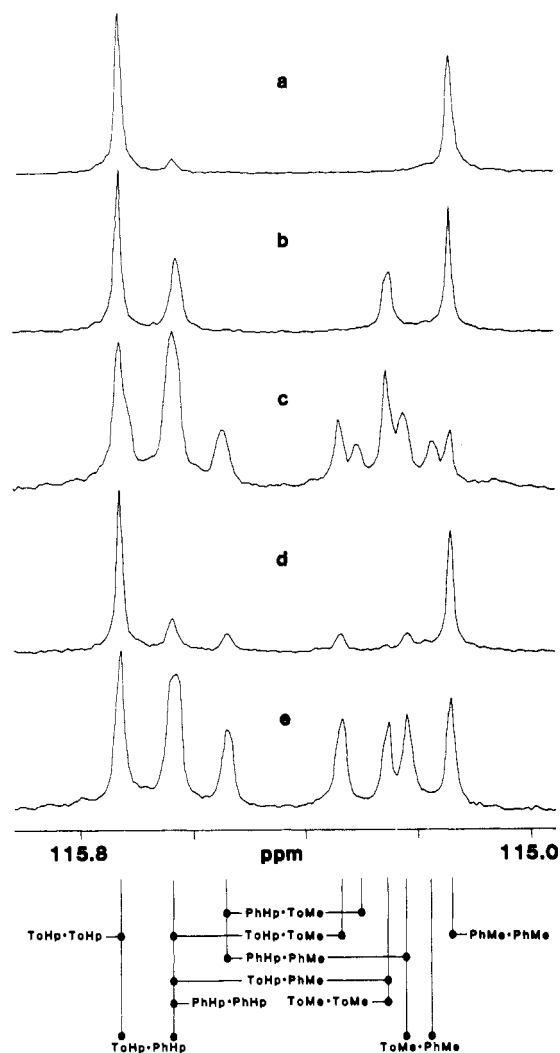 a
b
c
d
e
115.8 ppm 115.0
PhHp•ToMe
ToHp•ToHp ToHp•ToMe PhMe•PhMe
PhHp•PhMe
ToHp•PhMe
PhHp•PhHp ToMe•ToMe
ToHp•PhHp ToMe•PhMe